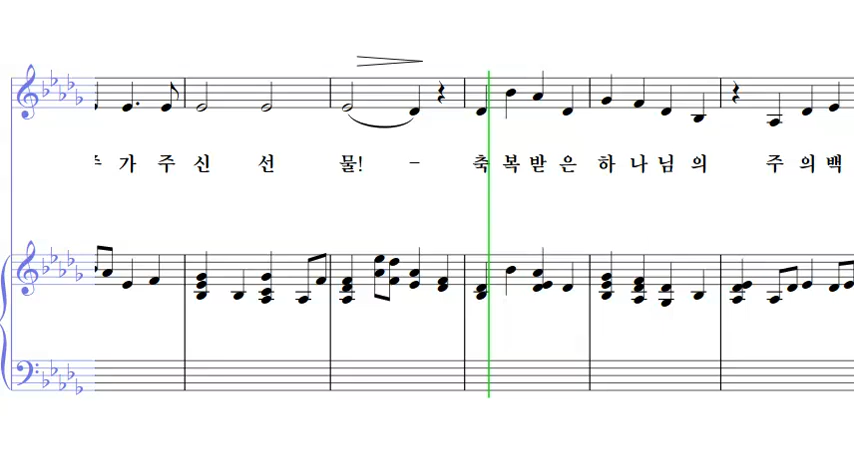 가 주 신 선 물! - 축 복 받 은 하 나 님 의 주 의 백